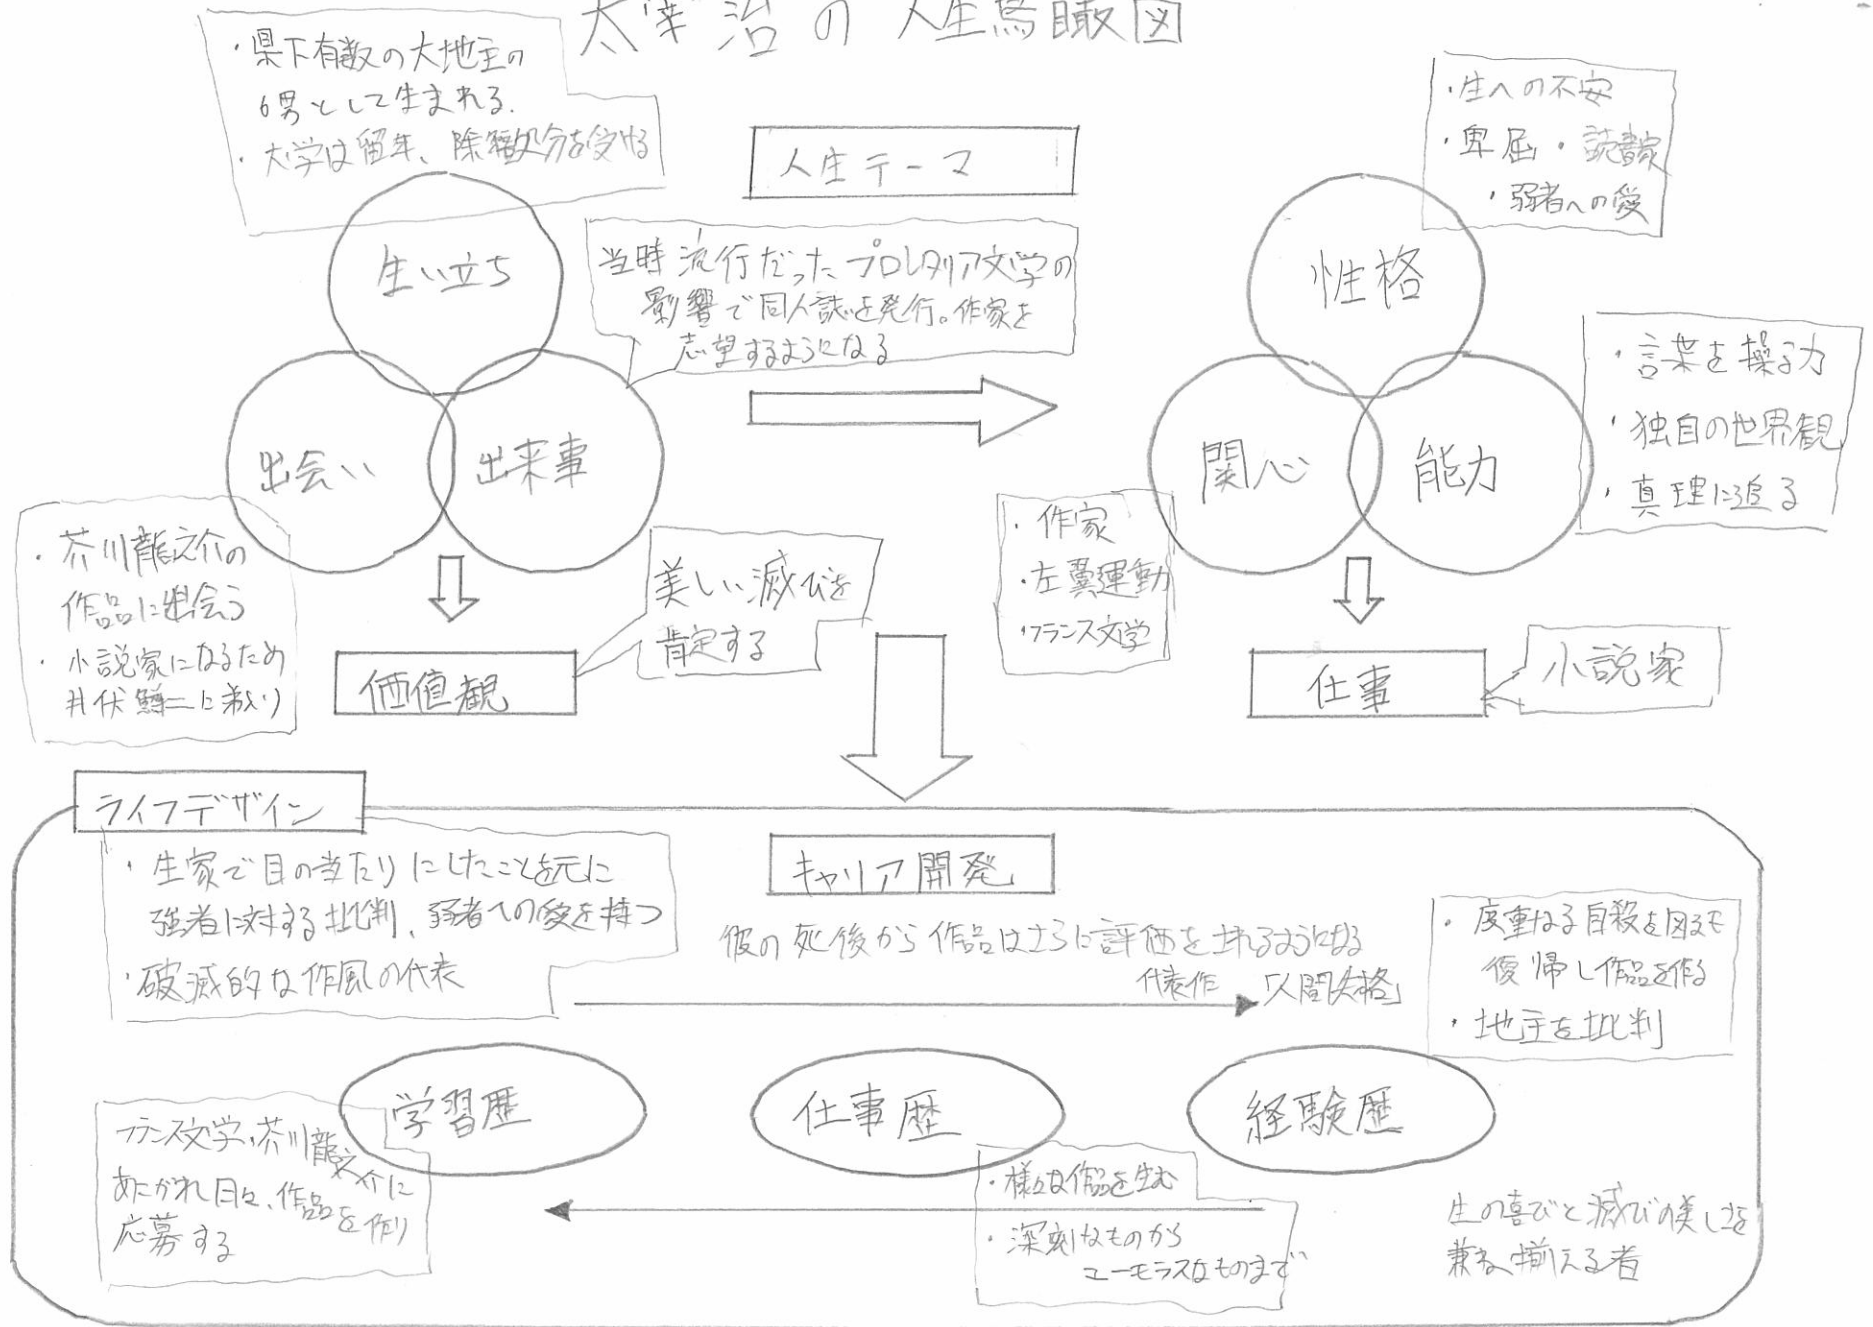 太宰治の人生鳥瞰図
・県下有数の大地主の
6男として生まれる.
・大学は留年、除籍処分を受ける
人生テーマ
・生への不安
・卑屈・読書家
・弱者への愛
生い立ち
当時流行だったプロレタリア文学の
影響で同人誌を発行。作家を
志望するようになる
性格
・言葉を操る力
・独自の世界観
・真理に迫る
出会い
出来事
関心
能力
・芥川龍之介の
作品に出会う
・小説家になるため
井伏鱒二に弟入り
美しい滅びを
肯定する
・作家
・左翼運動
・フランス文学
価値観
仕事
小説家
ライフデザイン
・生家で目の当たりにしたことを元に
強者に対する批判、弱者への愛を持つ
・破滅的な作風の代表
キャリア開発
彼の死後から作品はさらに評価をされるようになる
代表作「人間失格」
・度重なる自殺を図るも
復帰し作品を作る
・地主を批判
学習歴
仕事歴
経験歴
フランス文学、芥川龍之介に
あこがれ日々、作品を作り
応募する
・様々な作品を生む
・深刻なものから
ユーモラスなものまで
生の喜びと滅びの美しさを
兼ね揃える者